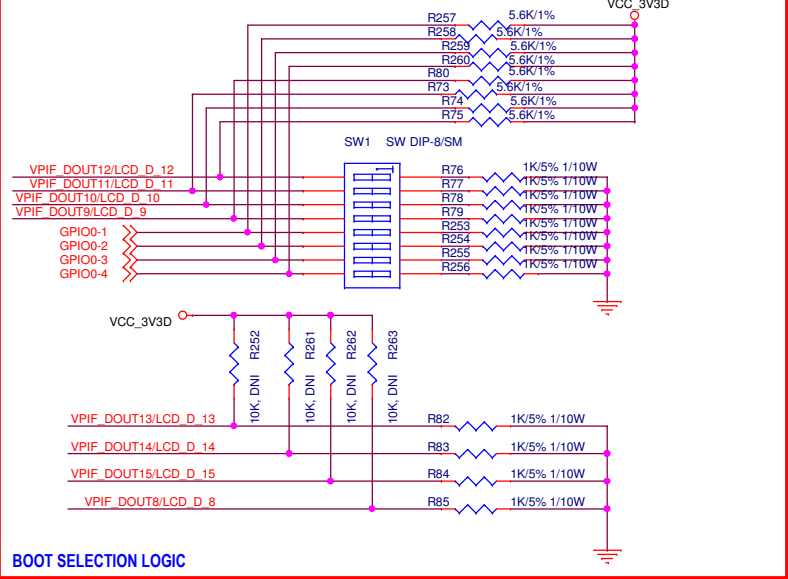 VCC_3V3D
R257 5.6K/1%
R258 5.6K/1%
R259 5.6K/1%
R260 5.6K/1%
R80 5.6K/1%
R73 5.6K/1%
R74 5.6K/1%
R75 5.6K/1%
SW1 SW DIP-8/SM
1
VPIF_DOUT12/LCD_D_12 R76 1K/5% 1/10W
VPIF_DOUT11/LCD_D_11 R77 1K/5% 1/10W
VPIF_DOUT10/LCD_D_10 R78 1K/5% 1/10W
VPIF_DOUT9/LCD_D_9 R79 1K/5% 1/10W
GPIO0-1 R253 1K/5% 1/10W
GPIO0-2 R254 1K/5% 1/10W
GPIO0-3 R255 1K/5% 1/10W
GPIO0-4 R256 1K/5% 1/10W
VCC_3V3D
10K, DNI R252
10K, DNI R261
10K, DNI R262
10K, DNI R263
VPIF_DOUT13/LCD_D_13 R82 1K/5% 1/10W
VPIF_DOUT14/LCD_D_14 R83 1K/5% 1/10W
VPIF_DOUT15/LCD_D_15 R84 1K/5% 1/10W
VPIF_DOUT8/LCD_D_8 R85 1K/5% 1/10W
BOOT SELECTION LOGIC